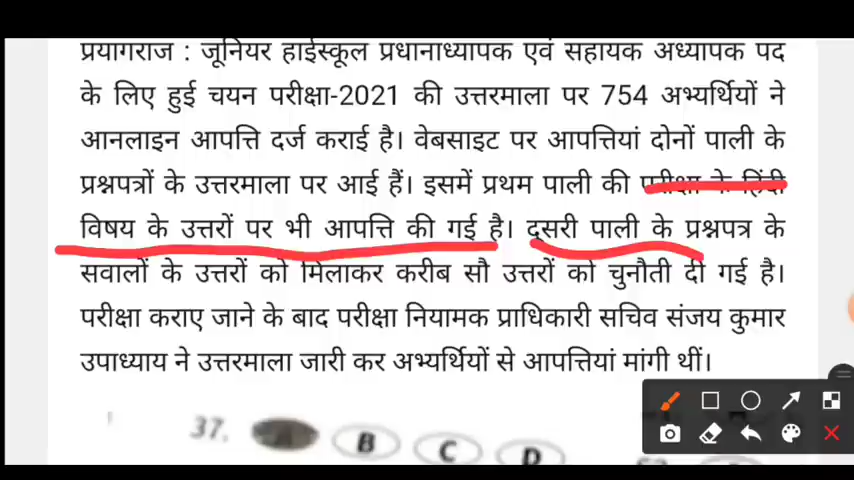 प्रयागराज : जूनियर हाईस्कूल प्रधानाध्यापक एवं सहायक अध्यापक पद
के लिए हुई चयन परीक्षा-2021 की उत्तरमाला पर 754 अभ्यर्थियों ने
आनलाइन आपत्ति दर्ज कराई है। वेबसाइट पर आपत्तियां दोनों पाली के
प्रश्नपत्रों के उत्तरमाला पर आई हैं। इसमें प्रथम पाली की परीक्षा के हिंदी
विषय के उत्तरों पर भी आपत्ति की गई है। दूसरी पाली के प्रश्नपत्र के
सवालों के उत्तरों को मिलाकर करीब सौ उत्तरों को चुनौती दी गई है।
परीक्षा कराए जाने के बाद परीक्षा नियामक प्राधिकारी सचिव संजय कुमार
उपाध्याय ने उत्तरमाला जारी कर अभ्यर्थियों से आपत्तियां मांगी थीं।
37. A B C D